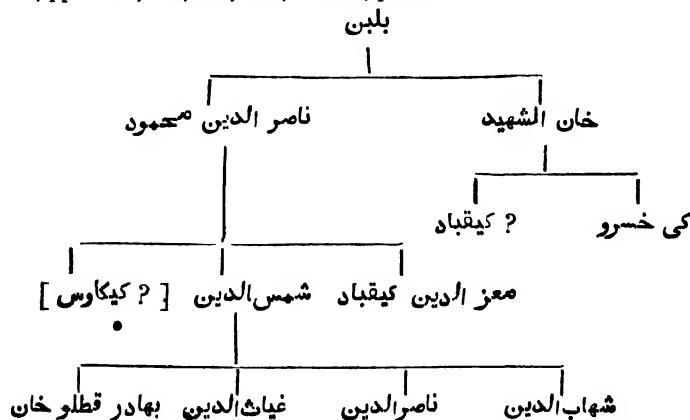 بلبن
خان الشهيد ناصر الدين محمود
كى خسرو كيقباد ?
معز الدين كيقباد شمس الدين [ كيكاوس ? ]
شهاب الدين ناصر الدين غياث الدين بهادر قطلو خان